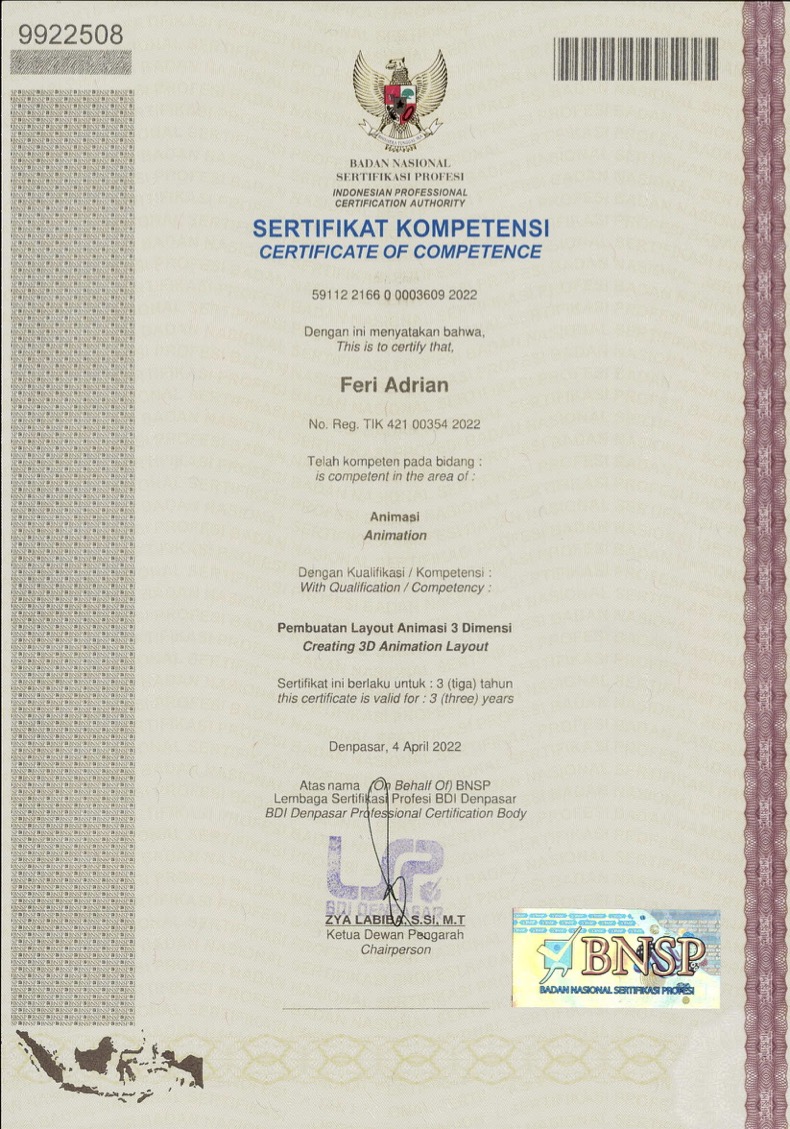 9922508
BADAN NASIONAL
SERTIFIKASI PROFESI
INDONESIAN PROFESSIONAL
CERTIFICATION AUTHORITY
SERTIFIKAT KOMPETENSI
CERTIFICATE OF COMPETENCE
59112 2166 0 0003609 2022
Dengan ini menyatakan bahwa,
This is to certify that,
Feri Adrian
No. Reg. TIK 421 00354 2022
Telah kompeten pada bidang :
is competent in the area of :
Animasi
Animation
Dengan Kualifikasi / Kompetensi :
With Qualification / Competency :
Pembuatan Layout Animasi 3 Dimensi
Creating 3D Animation Layout
Sertifikat ini berlaku untuk : 3 (tiga) tahun
this certificate is valid for : 3 (three) years
Denpasar, 4 April 2022
Atas nama (On Behalf Of) BNSP
Lembaga Sertifikasi Profesi BDI Denpasar
BDI Denpasar Professional Certification Body
LSP
BDI DENPASAR
ZYA LABIBA, S.SI, M.T
Ketua Dewan Pengarah
Chairperson
BNSP
BADAN NASIONAL SERTIFIKASI PROFESI